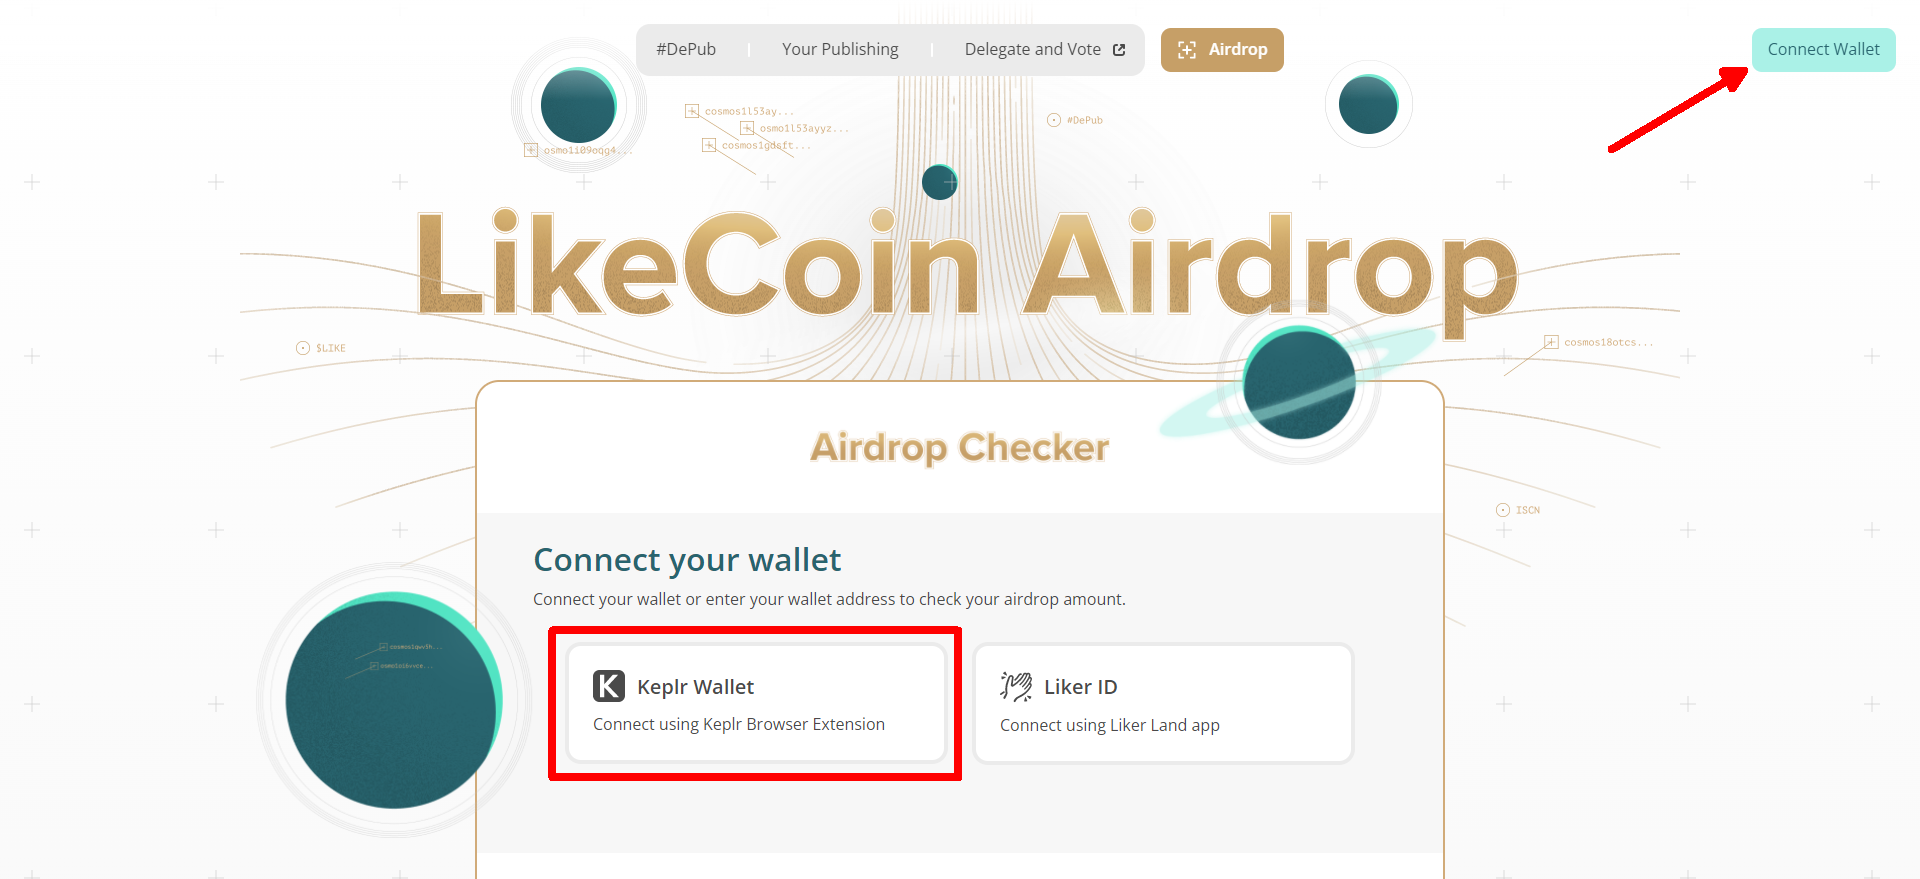 #DePub
Your Publishing
Delegate and Vote
Airdrop
Connect Wallet
cosmos1l53ay...
osmo1l53ayyz...
cosmos1gdsft...
osmo1i09oqg4...
#DePub
LikeCoin Airdrop
$LIKE
cosmos18otcs...
Airdrop Checker
ISCN
Connect your wallet
Connect your wallet or enter your wallet address to check your airdrop amount.
K
Keplr Wallet
Connect using Keplr Browser Extension
Liker ID
Connect using Liker Land app